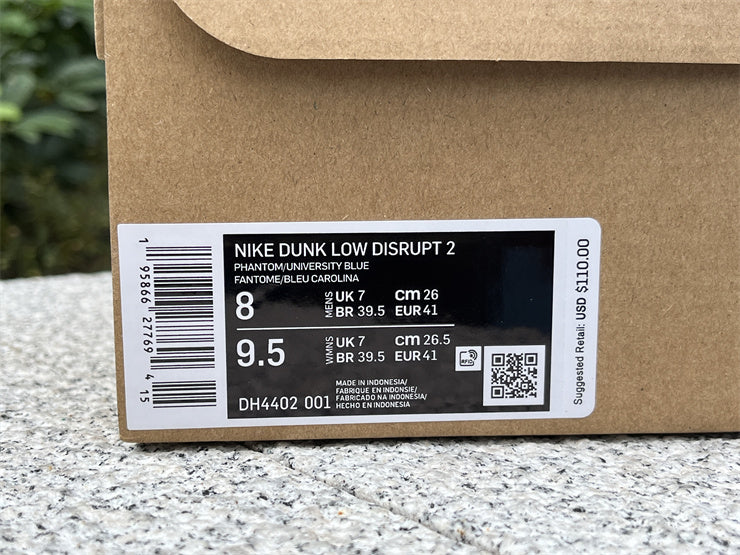 NIKE DUNK LOW DISRUPT 2
PHANTOM/UNIVERSITY BLUE
FANTOME/BLEU CAROLINA
8 MENS UK 7 cm 26
BR 39.5 EUR 41
9.5 WMNS UK 7 cm 26.5
BR 39.5 EUR 41
RFID
DH4402 001
MADE IN INDONESIA/
FABRIQUE EN INDONSIE/
FABRICADO NA INDONESIA/
HECHO EN INDONESIA
1 95866 27769 4 15
Suggested Retail: USD $110.00